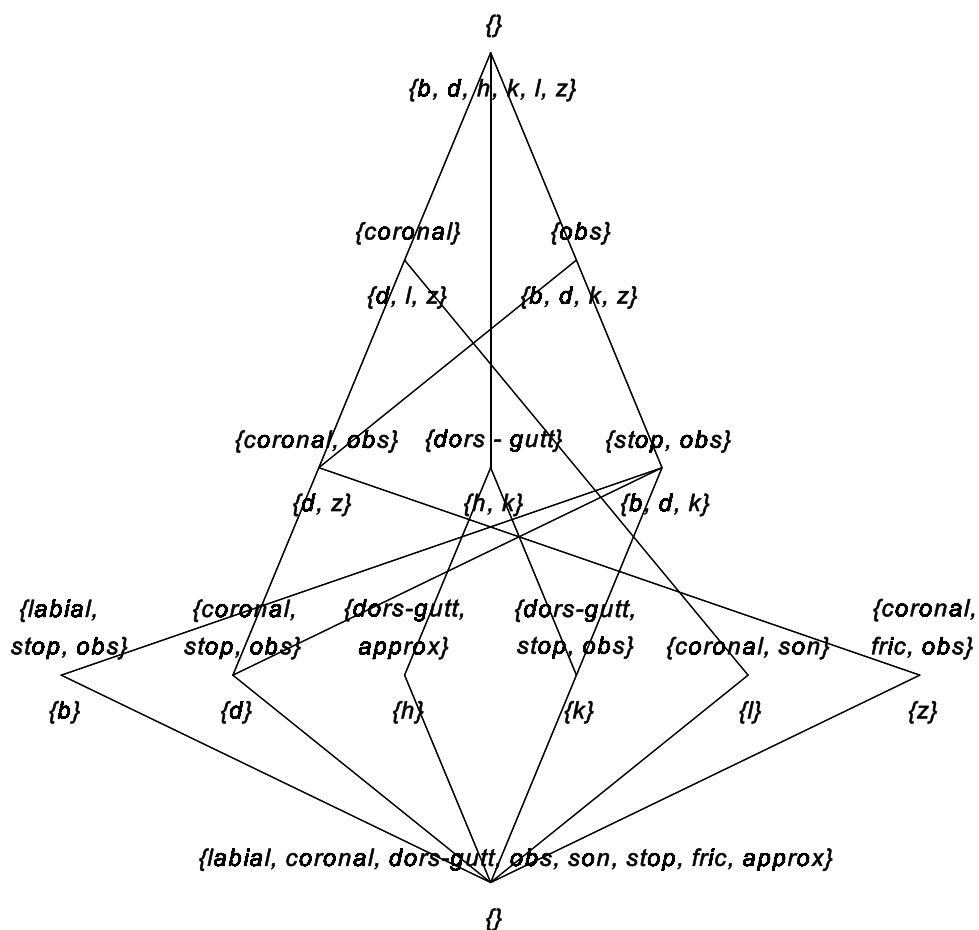 {}
{b, d, h, k, l, z}
{coronal} {obs}
{d, l, z} {b, d, k, z}
{coronal, obs} {dors - gutt} {stop, obs}
{d, z} {h, k} {b, d, k}
{labial, {coronal, {dors-gutt, {dors-gutt, {coronal,
stop, obs} stop, obs} approx} stop, obs} {coronal, son} fric, obs}
{b} {d} {h} {k} {l} {z}
{labial, coronal, dors-gutt, obs, son, stop, fric, approx}
{}